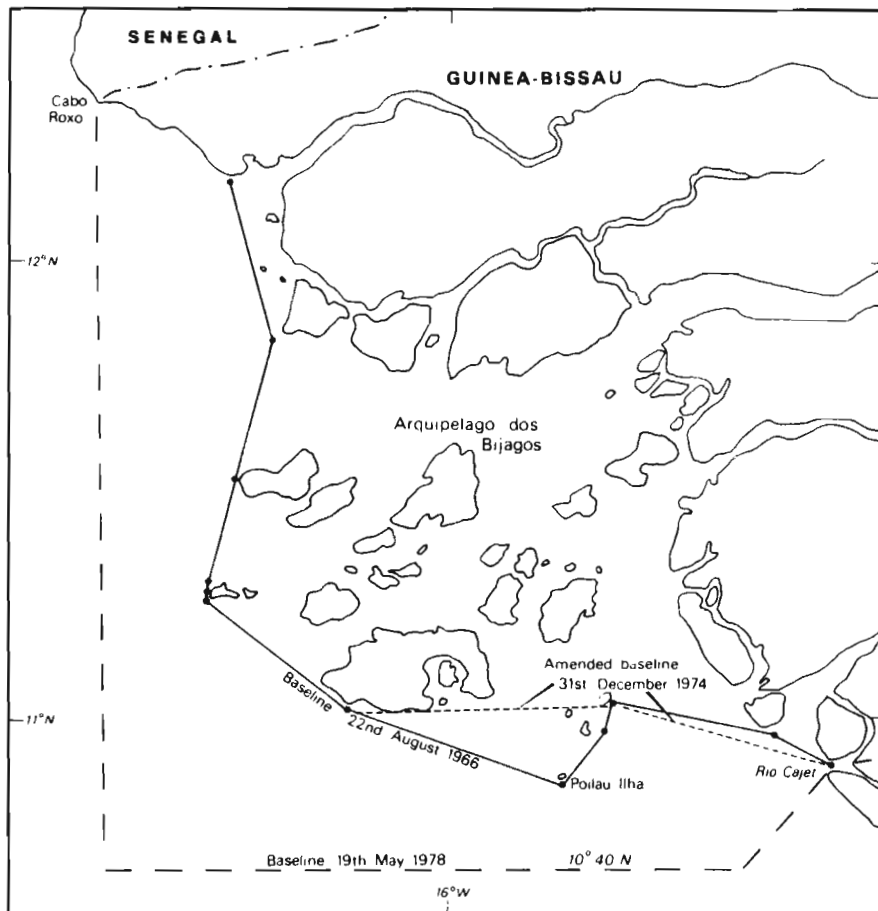 SENEGAL
GUINEA-BISSAU
Cabo
Roxo
12°N
Arquipelago dos
Bijagos
Amended baseline
31st December 1974
Baseline
22nd August 1966
11°N
Poilau Ilha
Rio Cajet
Baseline 19th May 1978
10° 40 N
16°W